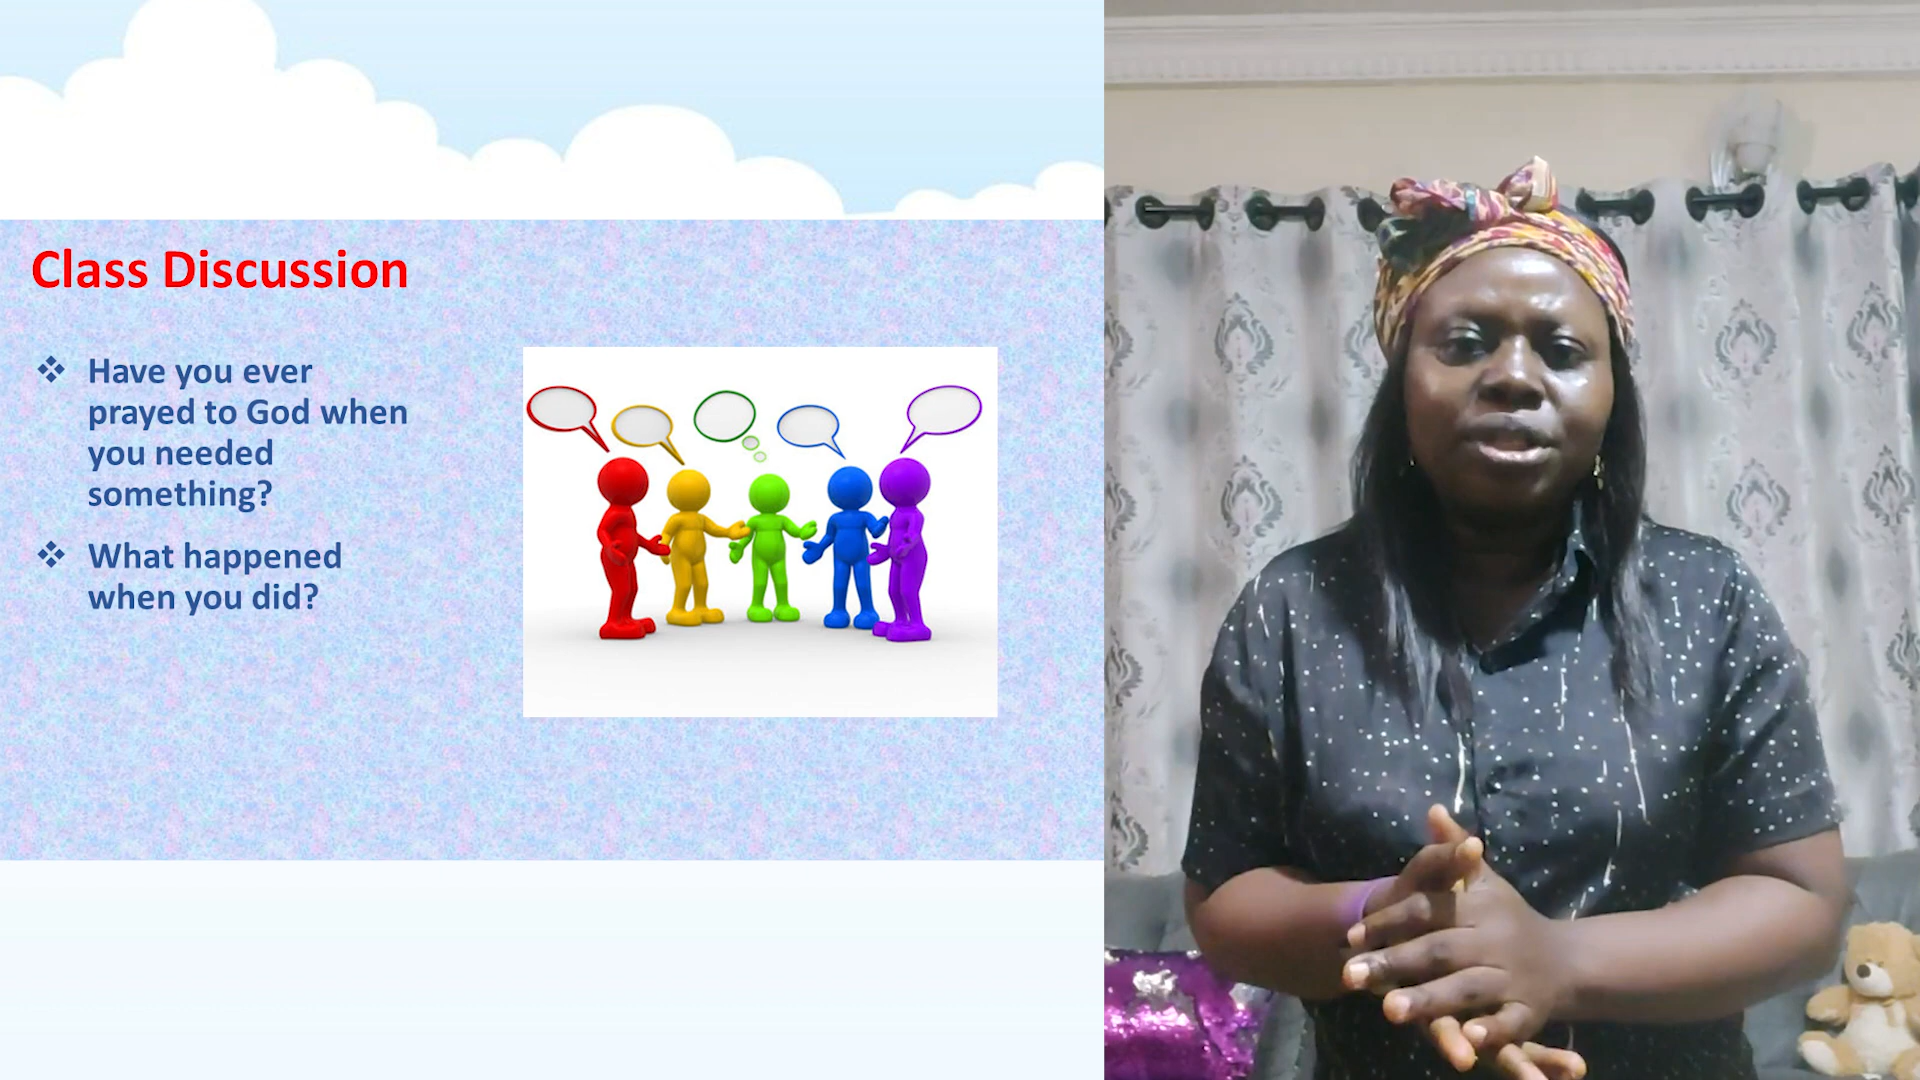 Class Discussion
Have you ever
prayed to God when
you needed
something?
What happened
when you did?